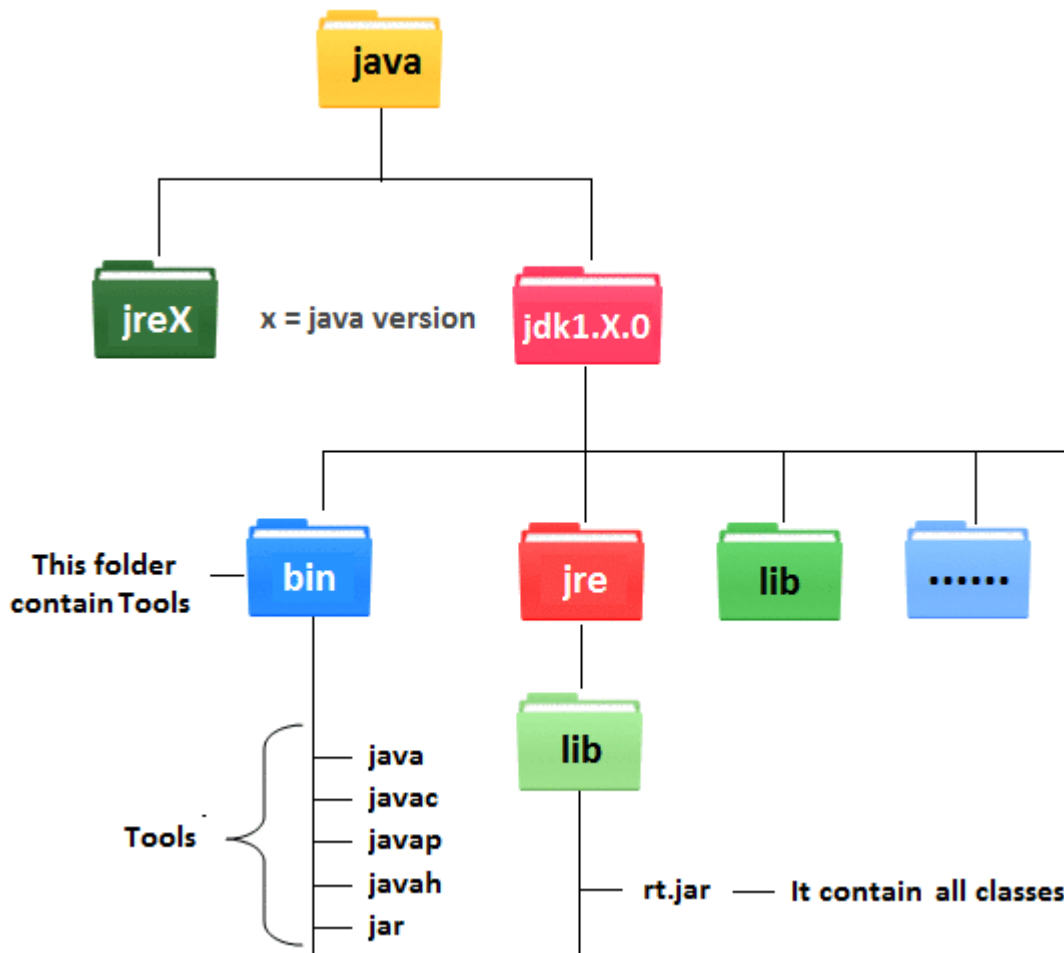 java
jreX
x = java version
jdk1.X.0
This folder
contain Tools
bin
jre
lib
......
lib
Tools
java
javac
javap
javah
jar
rt.jar
It contain all classes